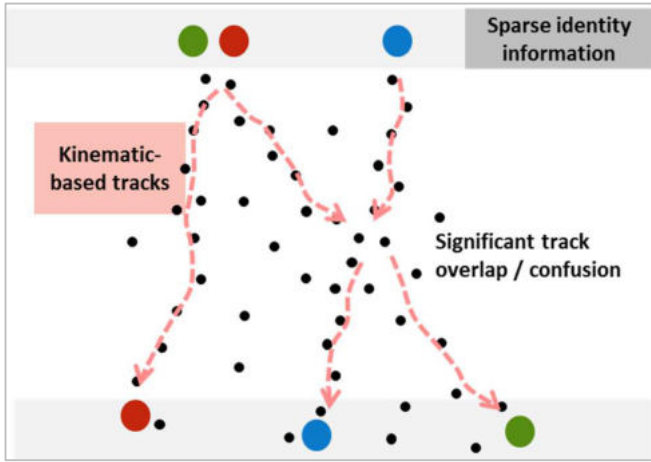 Sparse identity
information
Kinematic-
based tracks
Significant track
overlap / confusion